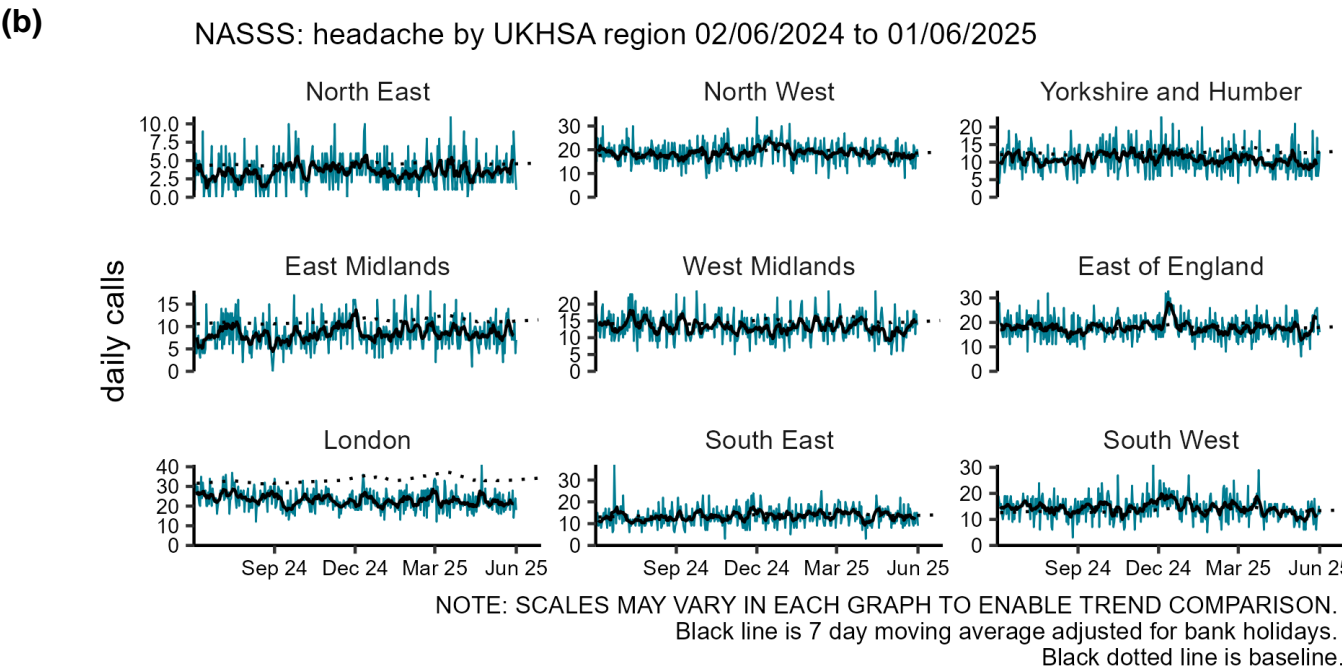 (b)
NASSS: headache by UKHSA region 02/06/2024 to 01/06/2025
North East
North West
Yorkshire and Humber
10.0
7.5
5.0
2.5
0.0
30
20
10
0
20
15
10
5
0
daily calls
East Midlands
West Midlands
East of England
15
10
5
0
20
15
10
5
0
30
20
10
0
London
South East
South West
40
30
20
10
0
30
20
10
0
30
20
10
0
Sep 24 Dec 24 Mar 25 Jun 25
Sep 24 Dec 24 Mar 25 Jun 25
Sep 24 Dec 24 Mar 25 Jun
NOTE: SCALES MAY VARY IN EACH GRAPH TO ENABLE TREND COMPARISON.
Black line is 7 day moving average adjusted for bank holidays.
Black dotted line is baseline.